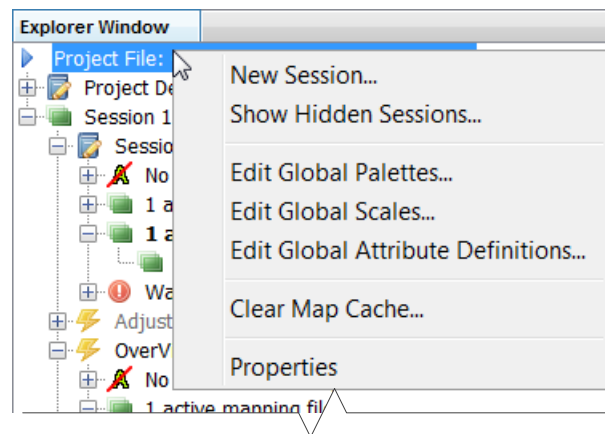 Explorer Window
Project File:
New Session...
Project De
Show Hidden Sessions...
Session 1
Sessio
Edit Global Palettes...
No
Edit Global Scales...
1 a
Edit Global Attribute Definitions...
1 a
Wa
Clear Map Cache...
Adjust
OverV
Properties
No
1 active mapping fil